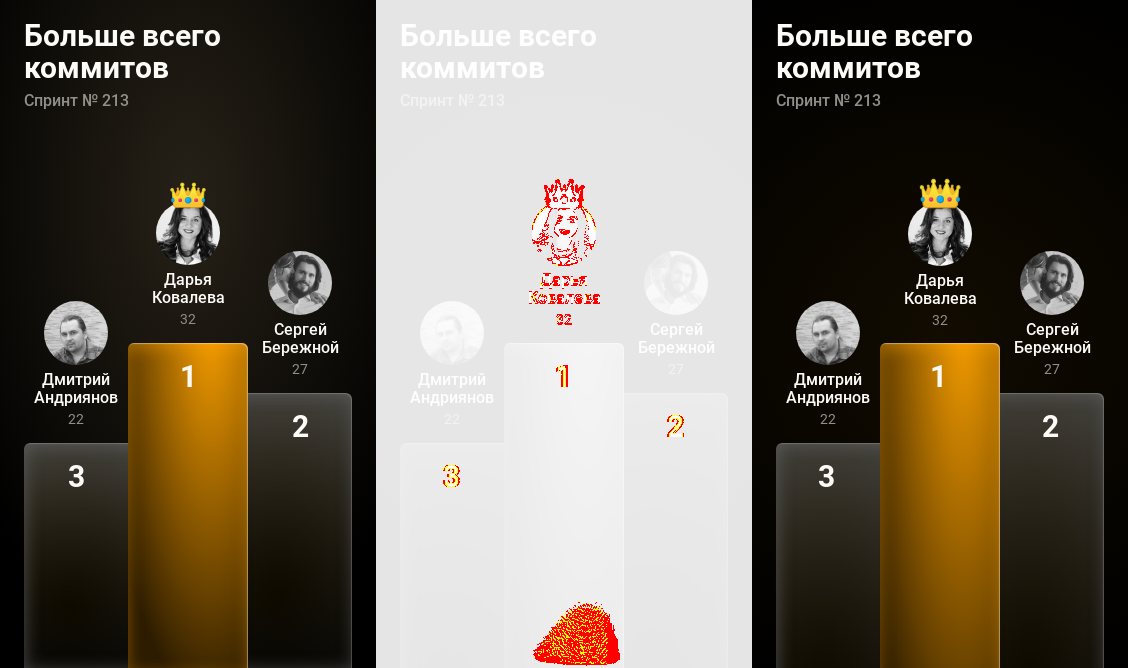 Больше всего
коммитов
Спринт № 213
Дарья
Ковалева
32
Сергей
Бережной
27
Дмитрий
Андриянов
22
1
2
3
Больше всего
коммитов
Спринт № 213
Дарья
Ковалева
32
Сергей
Бережной
27
Дмитрий
Андриянов
22
1
2
3
Больше всего
коммитов
Спринт № 213
Дарья
Ковалева
32
Сергей
Бережной
27
Дмитрий
Андриянов
22
1
2
3